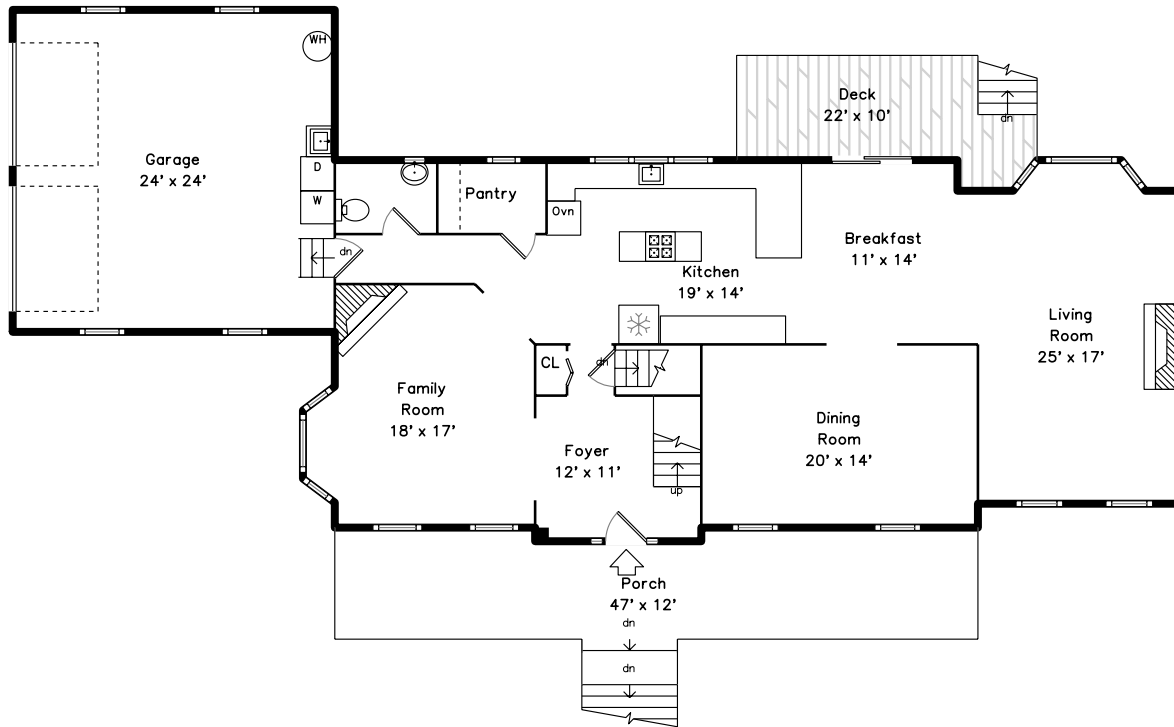 WH
Deck
22' x 10'
dn
Garage
24' x 24'
D
W
Pantry
Ovn
dn
Breakfast
11' x 14'
Kitchen
19' x 14'
Living
Room
25' x 17'
CL
dn
Family
Room
18' x 17'
Foyer
12' x 11'
up
Dining
Room
20' x 14'
Porch
47' x 12'
dn
dn